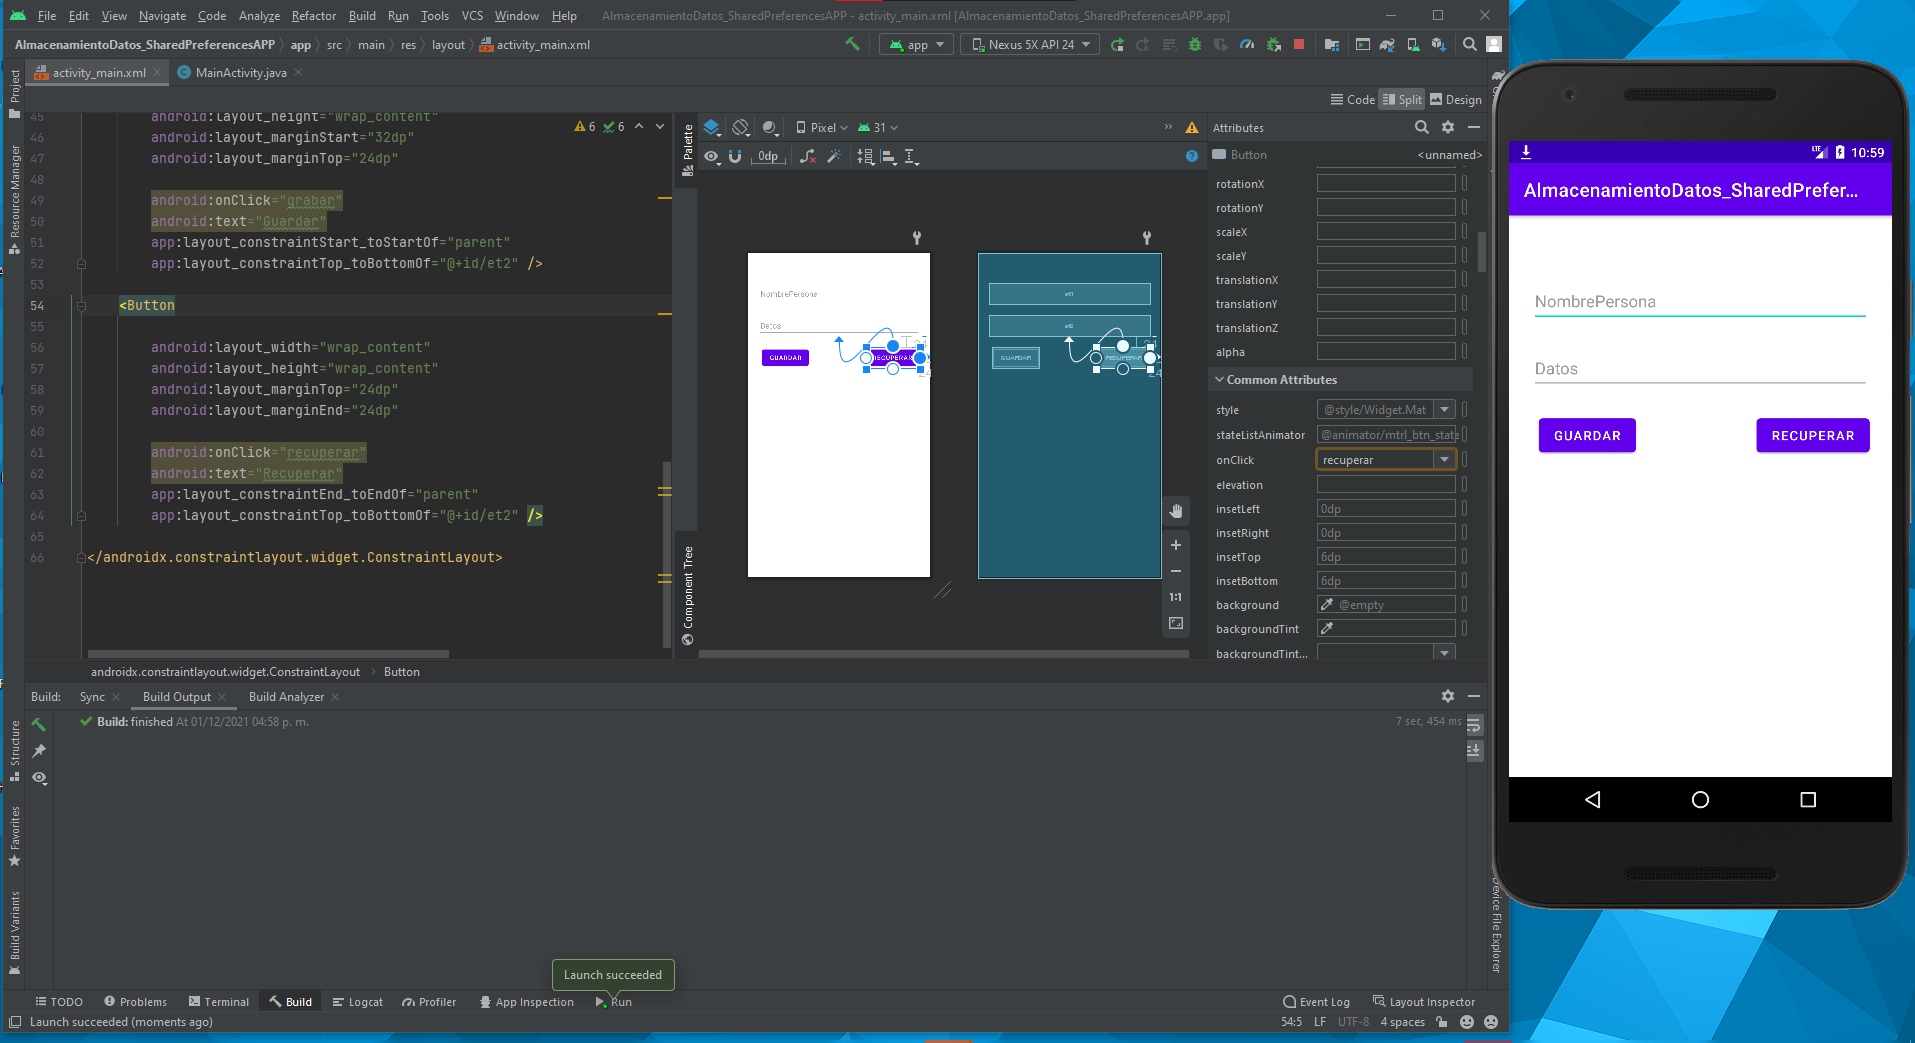 File Edit View Navigate Code Analyze Refactor Build Run Tools VCS Window Help AlmacenamientoDatos_SharedPreferencesAPP - activity_main.xml [AlmacenamientoDatos_SharedPreferencesAPP.app]
AlmacenamientoDatos_SharedPreferencesAPP app src main res layout activity_main.xml app Nexus 5X API 24
activity_main.xml MainActivity.java
Code Split Design
Project
Resource Manager
Structure
Favorites
Build Variants
45 android:layout_height="wrap_content"
46 android:layout_marginStart="32dp"
47 android:layout_marginTop="24dp"
48
49 android:onClick="grabar"
50 android:text="Guardar"
51 app:layout_constraintStart_toStartOf="parent"
52 app:layout_constraintTop_toBottomOf="@+id/et2" />
53
54 <Button
55
56 android:layout_width="wrap_content"
57 android:layout_height="wrap_content"
58 android:layout_marginTop="24dp"
59 android:layout_marginEnd="24dp"
60
61 android:onClick="recuperar"
62 android:text="Recuperar"
63 app:layout_constraintEnd_toEndOf="parent"
64 app:layout_constraintTop_toBottomOf="@+id/et2" />
65
66 </androidx.constraintlayout.widget.ConstraintLayout>
6 6
androidx.constraintlayout.widget.ConstraintLayout Button
Palette
Component Tree
Pixel 31
0dp
NombrePersona
Datos
GUARDAR RECUPERAR
et1
et2
GUARDAR RECUPERAR
24
24
1:1
Attributes
Button <unnamed>
rotationX
rotationY
scaleX
scaleY
translationX
translationY
translationZ
alpha
Common Attributes
style @style/Widget.Mat
stateListAnimator @animator/mtrl_btn_state
onClick recuperar
elevation
insetLeft 0dp
insetRight 0dp
insetTop 6dp
insetBottom 6dp
background @empty
backgroundTint
backgroundTint...
Build: Sync Build Output Build Analyzer
Build: finished At 01/12/2021 04:58 p. m. 7 sec, 454 ms
Launch succeeded
TODO Problems Terminal Build Logcat Profiler App Inspection Run Event Log Layout Inspector
Launch succeeded (moments ago) 54:5 LF UTF-8 4 spaces
Device File Explorer
LTE 10:59
AlmacenamientoDatos_SharedPrefer...
NombrePersona
Datos
GUARDAR RECUPERAR